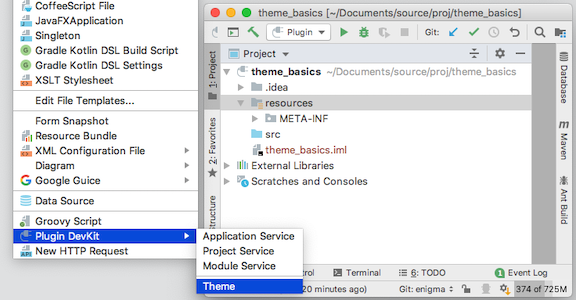 CoffeeScript File
JavaFXApplication
Singleton
Gradle Kotlin DSL Build Script
Gradle Kotlin DSL Settings
XSLT Stylesheet
Edit File Templates...
Form Snapshot
Resource Bundle
XML Configuration File
Diagram
Google Guice
Data Source
Groovy Script
Plugin DevKit
New HTTP Request
API
Application Service
Project Service
Module Service
Theme
theme_basics [~/Documents/source/proj/theme_basics]
Plugin
Git:
Project
theme_basics ~/Documents/source/proj/theme_basics
.idea
resources
META-INF
src
theme_basics.iml
External Libraries
Scratches and Consoles
1: Project
2: Favorites
Structure
Database
m Maven
Ant Build
Terminal
6: TODO
1 Event Log
20 minutes ago)
Git: enigma
374 of 725M